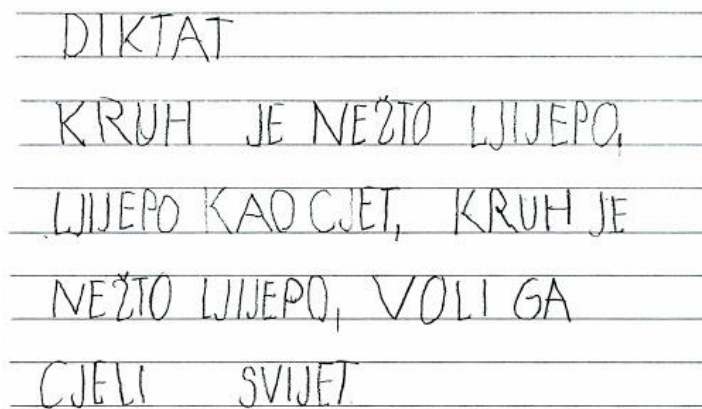 DIKTAT
KRUH JE NEŽTO LJIJEPO,
LJIJEPO KAO CJET, KRUH JE
NEŽTO LJIJEPO, VOLI GA
CJELI SVIJET